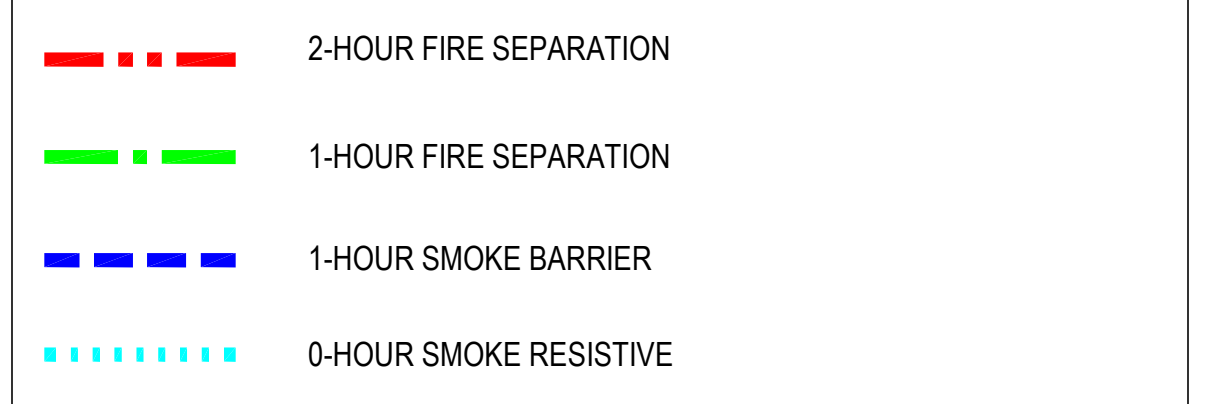 2-HOUR FIRE SEPARATION
1-HOUR FIRE SEPARATION
1-HOUR SMOKE BARRIER
0-HOUR SMOKE RESISTIVE